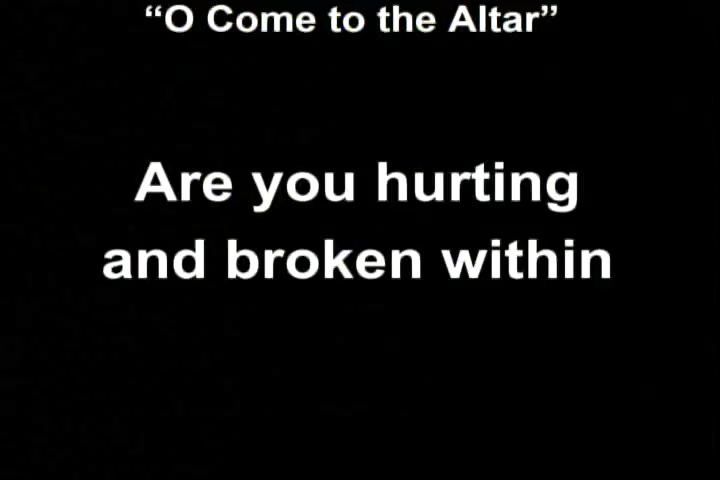 “O Come to the Altar”
Are you hurting
and broken within